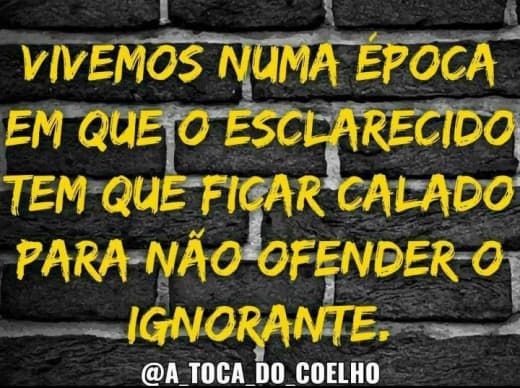 VIVEMOS NUMA ÉPOCA
EM QUE O ESCLARECIDO
TEM QUE FICAR CALADO
PARA NÃO OFENDER O
IGNORANTE.
@A_TOCA_DO_COELHO